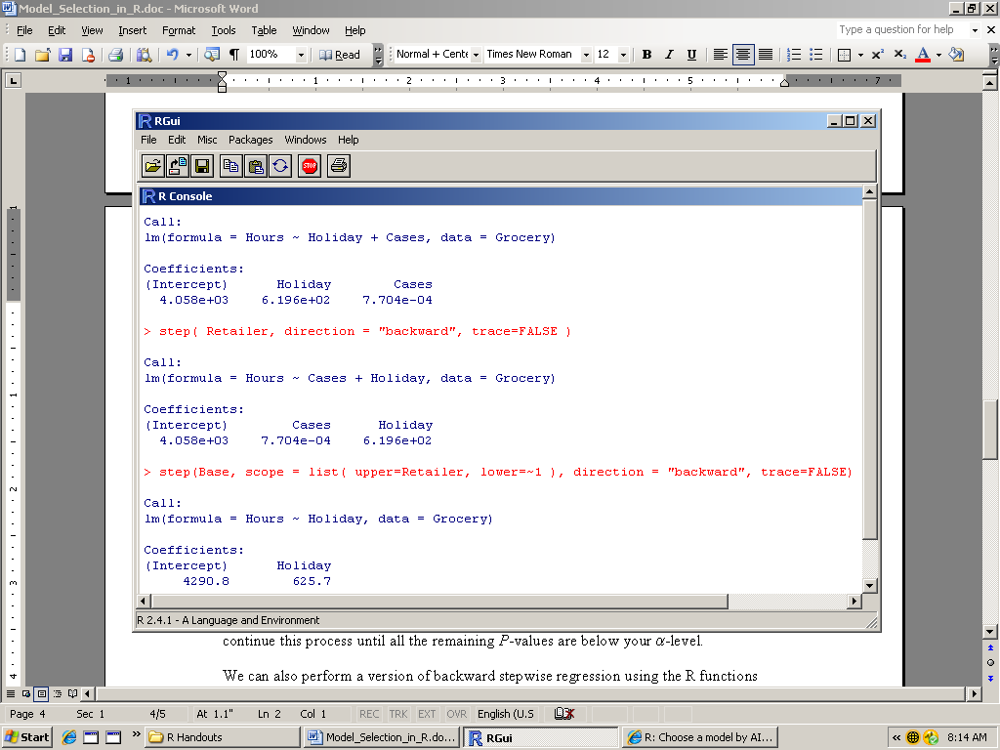 Model_Selection_in_R.doc - Microsoft Word
File Edit View Insert Format Tools Table Window Help Type a question for help
100% Read Normal + Cente Times New Roman 12 B I U
1 1 2 3 4 5 7
RGui
File Edit Misc Packages Windows Help
STOP
R Console
Call:
lm(formula = Hours ~ Holiday + Cases, data = Grocery)
Coefficients:
(Intercept) Holiday Cases
4.058e+03 6.196e+02 7.704e-04
> step( Retailer, direction = "backward", trace=FALSE )
Call:
lm(formula = Hours ~ Cases + Holiday, data = Grocery)
Coefficients:
(Intercept) Cases Holiday
4.058e+03 7.704e-04 6.196e+02
> step(Base, scope = list( upper=Retailer, lower=~1 ), direction = "backward", trace=FALSE)
Call:
lm(formula = Hours ~ Holiday, data = Grocery)
Coefficients:
(Intercept) Holiday
4290.8 625.7
R 2.4.1 - A Language and Environment
continue this process until all the remaining P-values are below your α-level.
We can also perform a version of backward stepwise regression using the R functions
Page 4 Sec 1 4/5 At 1.1" Ln 2 Col 1 REC TRK EXT OVR English (U.S
Start » R Handouts Model_Selection_in_R.do... RGui R: Choose a model by AI... « 8:14 AM